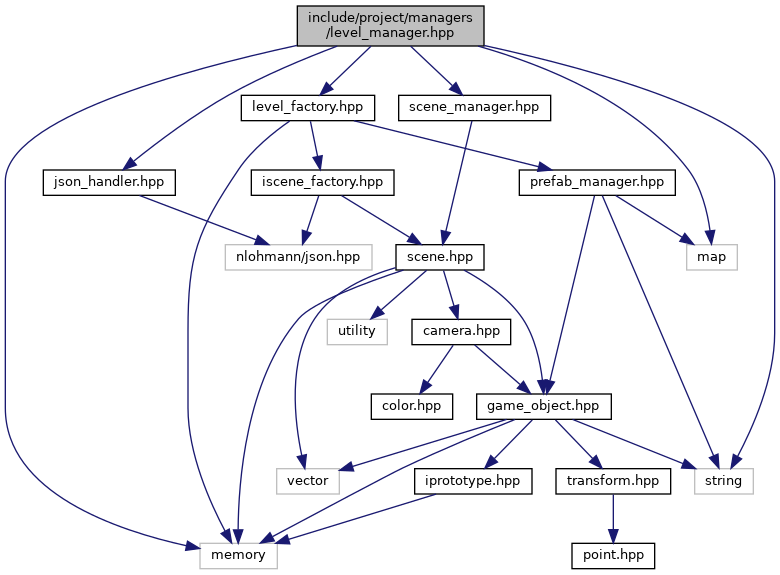 include/project/managers
/level_manager.hpp
level_factory.hpp
scene_manager.hpp
json_handler.hpp
iscene_factory.hpp
prefab_manager.hpp
nlohmann/json.hpp
scene.hpp
map
utility
camera.hpp
color.hpp
game_object.hpp
vector
iprototype.hpp
transform.hpp
string
memory
point.hpp